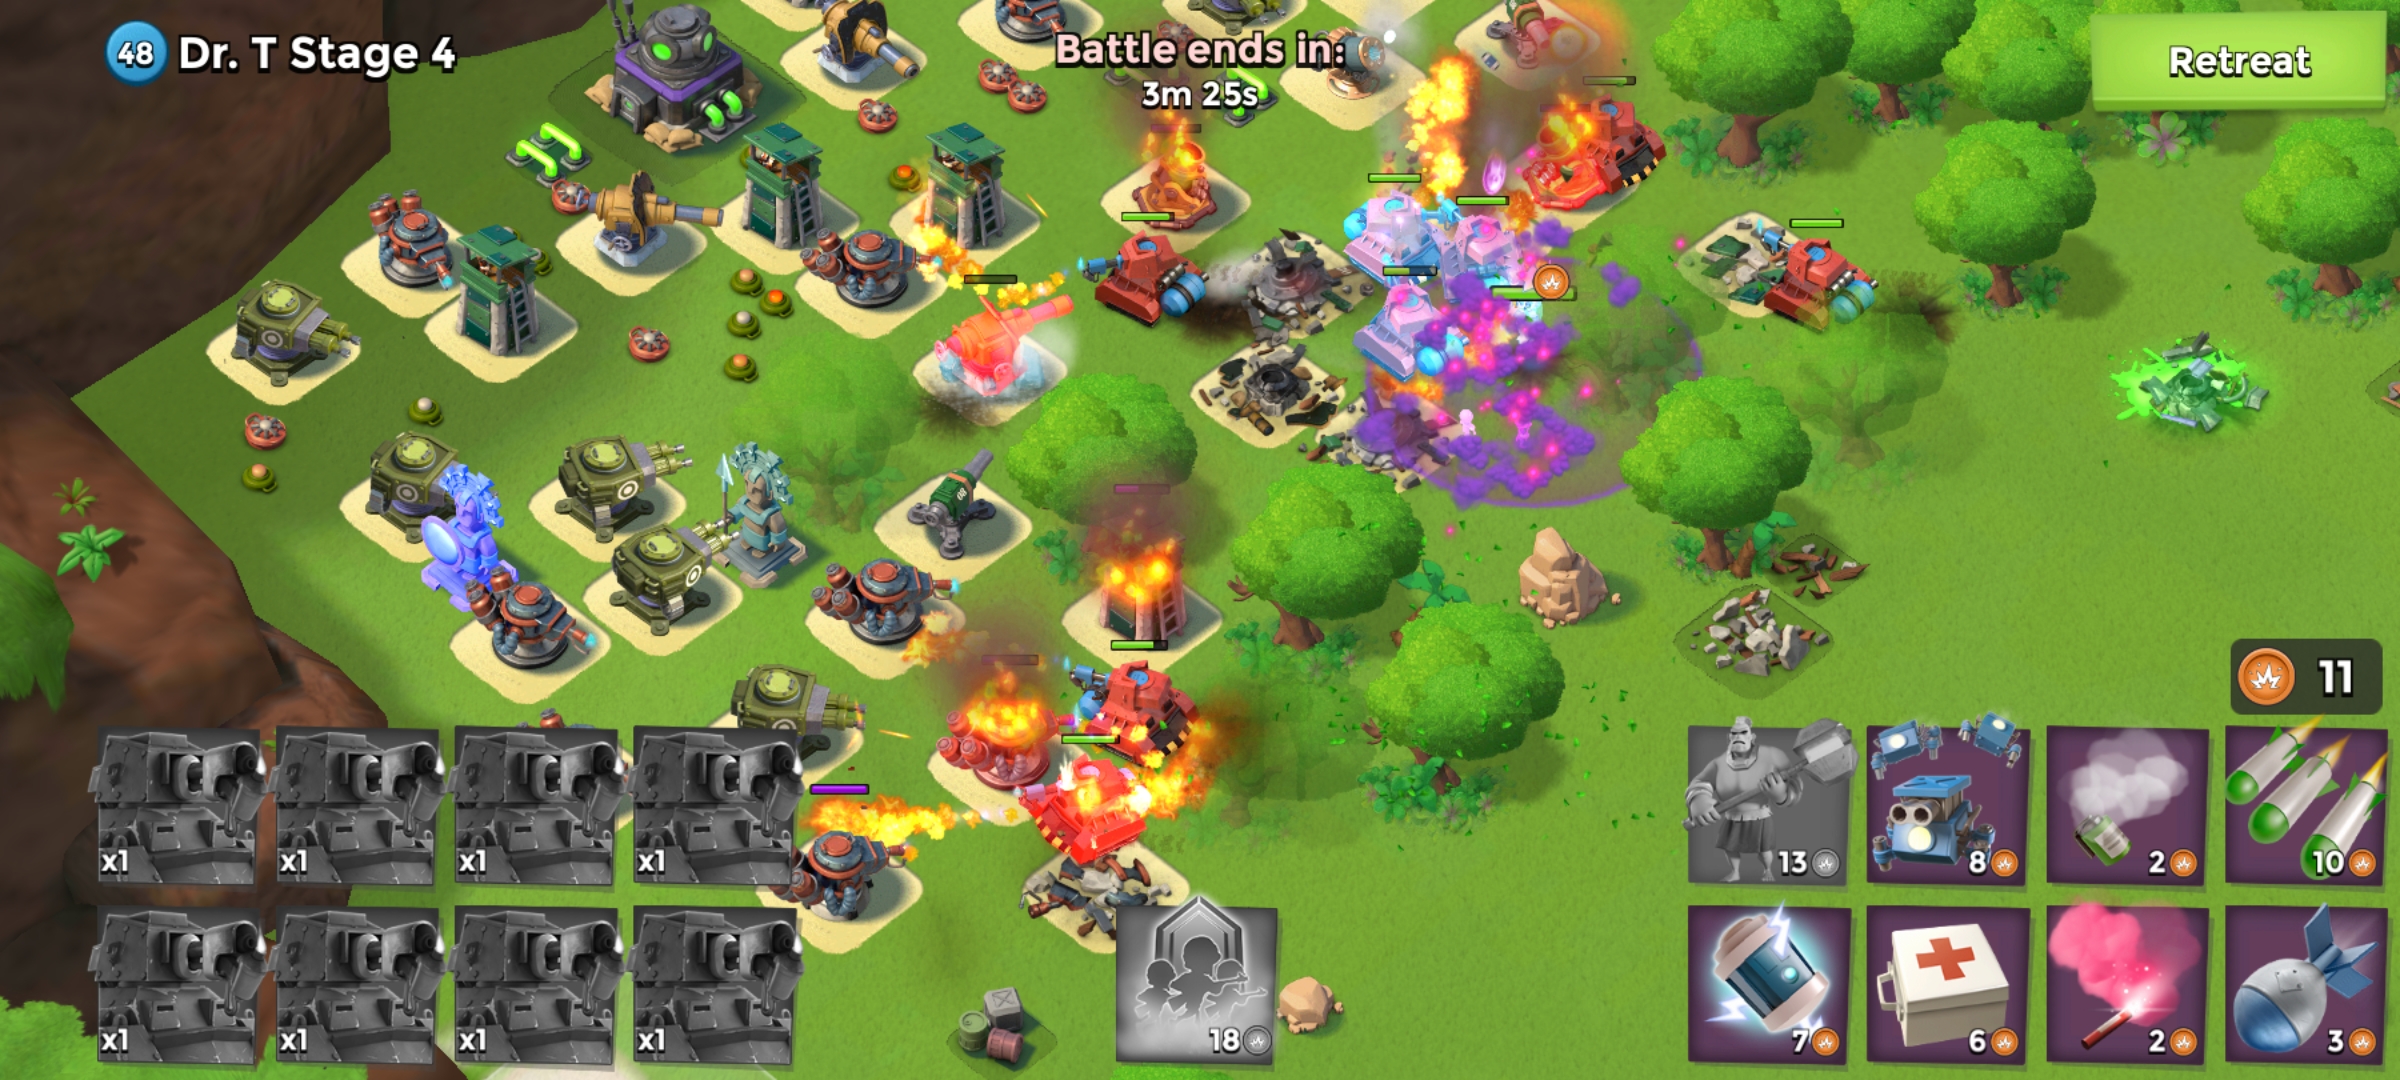 48 Dr. T Stage 4
Battle ends in:
3m 25s
Retreat
11
x1 x1 x1 x1
13 8 2 10
x1 x1 x1 x1
18
7 6 2 3